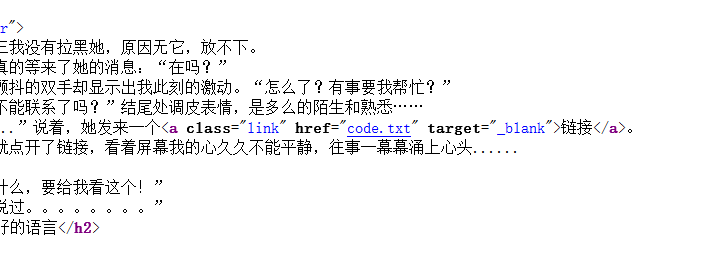 r">
三我没有拉黑她，原因无它，放不下。
真的等来了她的消息：“在吗？”
颤抖的双手却显示出我此刻的激动。“怎么了？有事要我帮忙？”
不能联系了吗？”结尾处调皮表情，是多么的陌生和熟悉……
..”说着，她发来一个<a class="link" href="code.txt" target="_blank">链接</a>。
就点开了链接，看着屏幕我的心久久不能平静，往事一幕幕涌上心头......
什么，要给我看这个！”
说过。。。。。。。。”
好的语言</h2>